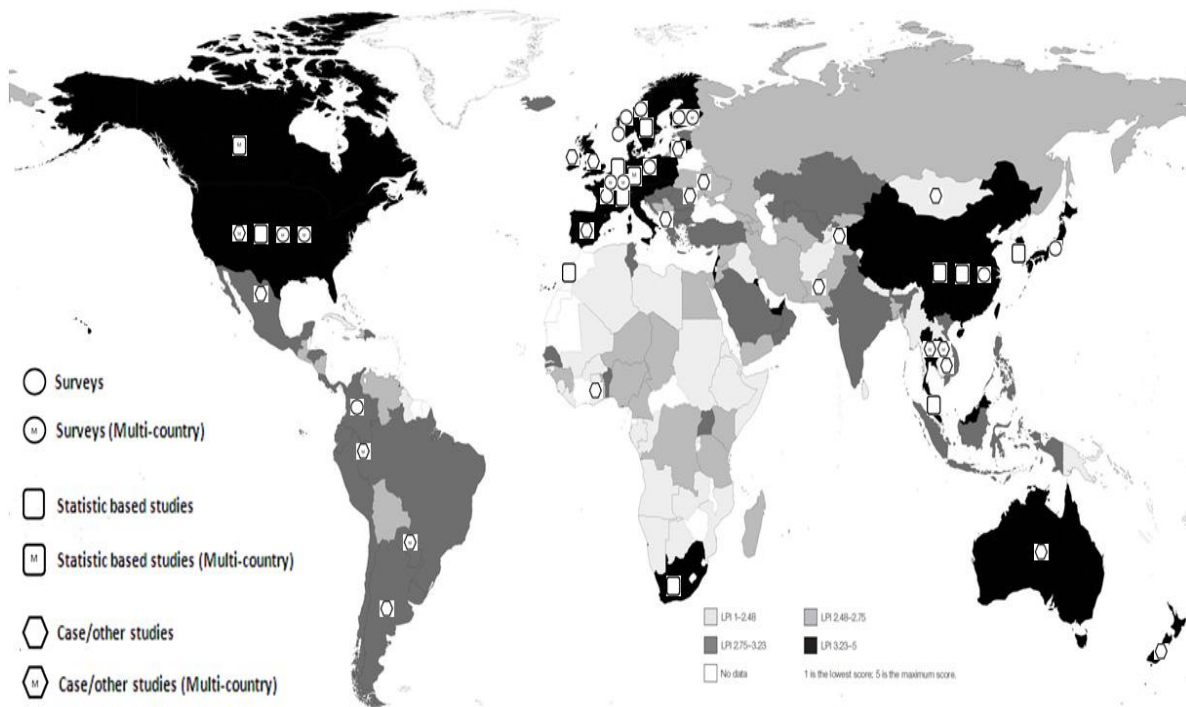 Surveys
M
Surveys (Multi-country)
Statistic based studies
M
Statistic based studies (Multi-country)
Case/other studies
M
Case/other studies (Multi-country)
LPI 1–2.48
LPI 2.48–2.75
LPI 2.75–3.23
LPI 3.23–5
No data
1 is the lowest score; 5 is the maximum score.